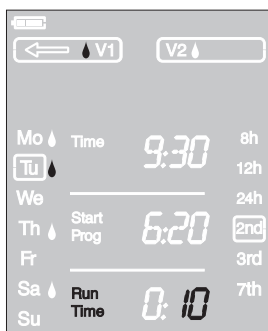 V1 V2
Mo Time 9:30 8h
Tu 12h
We 24h
Th Start Prog 6:20 2nd
Fr 3rd
Sa Run Time 0:10 7th
Su